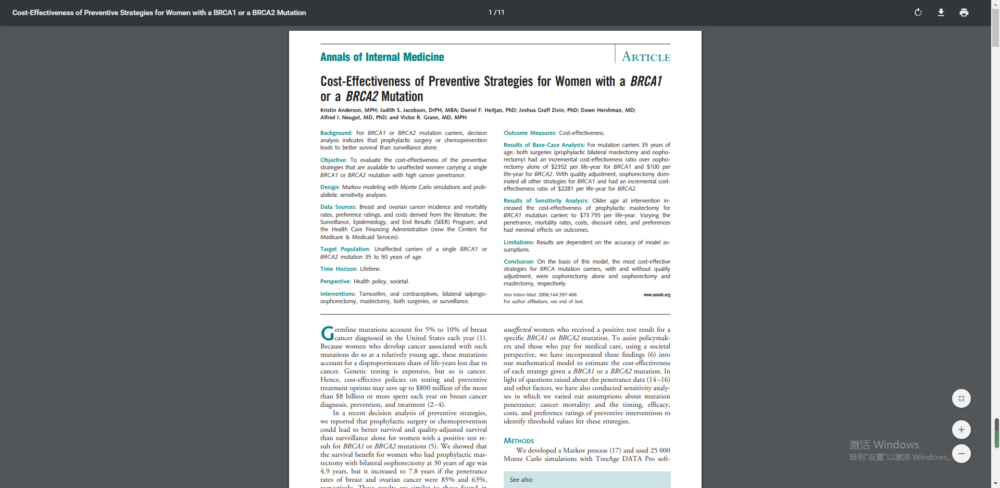 Cost-Effectiveness of Preventive Strategies for Women with a BRCA1 or a BRCA2 Mutation
1 / 11
Annals of Internal Medicine
ARTICLE
Cost-Effectiveness of Preventive Strategies for Women with a BRCA1
or a BRCA2 Mutation
Kristin Anderson, MPH; Judith S. Jacobson, DrPH, MBA; Daniel F. Heitjan, PhD; Joshua Graff Zivin, PhD; Dawn Hershman, MD;
Alfred I. Neugut, MD, PhD; and Victor R. Grann, MD, MPH
Background: For BRCA1 or BRCA2 mutation carriers, decision
analysis indicates that prophylactic surgery or chemoprevention
leads to better survival than surveillance alone.
Objective: To evaluate the cost-effectiveness of the preventive
strategies that are available to unaffected women carrying a single
BRCA1 or BRCA2 mutation with high cancer penetrance.
Design: Markov modeling with Monte Carlo simulations and prob-
abilistic sensitivity analyses.
Data Sources: Breast and ovarian cancer incidence and mortality
rates, preference ratings, and costs derived from the literature; the
Surveillance, Epidemiology, and End Results (SEER) Program; and
the Health Care Financing Administration (now the Centers for
Medicare & Medicaid Services).
Target Population: Unaffected carriers of a single BRCA1 or
BRCA2 mutation 35 to 50 years of age.
Time Horizon: Lifetime.
Perspective: Health policy, societal.
Interventions: Tamoxifen, oral contraceptives, bilateral salpingo-
oophorectomy, mastectomy, both surgeries, or surveillance.
Outcome Measures: Cost-effectiveness.
Results of Base-Case Analysis: For mutation carriers 35 years of
age, both surgeries (prophylactic bilateral mastectomy and oopho-
rectomy) had an incremental cost-effectiveness ratio over oopho-
rectomy alone of $2352 per life-year for BRCA1 and $100 per
life-year for BRCA2. With quality adjustment, oophorectomy dom-
inated all other strategies for BRCA1 and had an incremental cost-
effectiveness ratio of $2281 per life-year for BRCA2.
Results of Sensitivity Analysis: Older age at intervention in-
creased the cost-effectiveness of prophylactic mastectomy for
BRCA1 mutation carriers to $73 755 per life-year. Varying the
penetrance, mortality rates, costs, discount rates, and preferences
had minimal effects on outcomes.
Limitations: Results are dependent on the accuracy of model as-
sumptions.
Conclusion: On the basis of this model, the most cost-effective
strategies for BRCA mutation carriers, with and without quality
adjustment, were oophorectomy alone and oophorectomy and
mastectomy, respectively.
Ann Intern Med. 2006;144:397-406.
www.annals.org
For author affiliations, see end of text.
Germline mutations account for 5% to 10% of breast
cancer diagnosed in the United States each year (1).
Because women who develop cancer associated with such
mutations do so at a relatively young age, these mutations
account for a disproportionate share of life-years lost due to
cancer. Genetic testing is expensive, but so is cancer.
Hence, cost-effective policies on testing and preventive
treatment options may save up to $800 million of the more
than $8 billion or more spent each year on breast cancer
diagnosis, prevention, and treatment (2–4).
In a recent decision analysis of preventive strategies,
we reported that prophylactic surgery or chemoprevention
could lead to better survival and quality-adjusted survival
than surveillance alone for women with a positive test re-
sult for BRCA1 or BRCA2 mutations (5). We showed that
the survival benefit for women who had prophylactic mas-
tectomy with bilateral oophorectomy at 30 years of age was
4.9 years, but it increased to 7.8 years if the penetrance
rates of breast and ovarian cancer were 85% and 63%,
respectively. These results are similar to those found in
unaffected women who received a positive test result for a
specific BRCA1 or BRCA2 mutation. To assist policymak-
ers and those who pay for medical care, using a societal
perspective, we have incorporated these findings (6) into
our mathematical model to estimate the cost-effectiveness
of each strategy given a BRCA1 or a BRCA2 mutation. In
light of questions raised about the penetrance data (14–16)
and other factors, we have also conducted sensitivity analy-
ses in which we varied our assumptions about mutation
penetrance; cancer mortality; and the timing, efficacy,
costs, and preference ratings of preventive interventions to
identify threshold values for these strategies.
METHODS
We developed a Markov process (17) and used 25 000
Monte Carlo simulations with TreeAge DATA Pro soft-
See also:
激活 Windows
转到“设置”以激活 Windows。